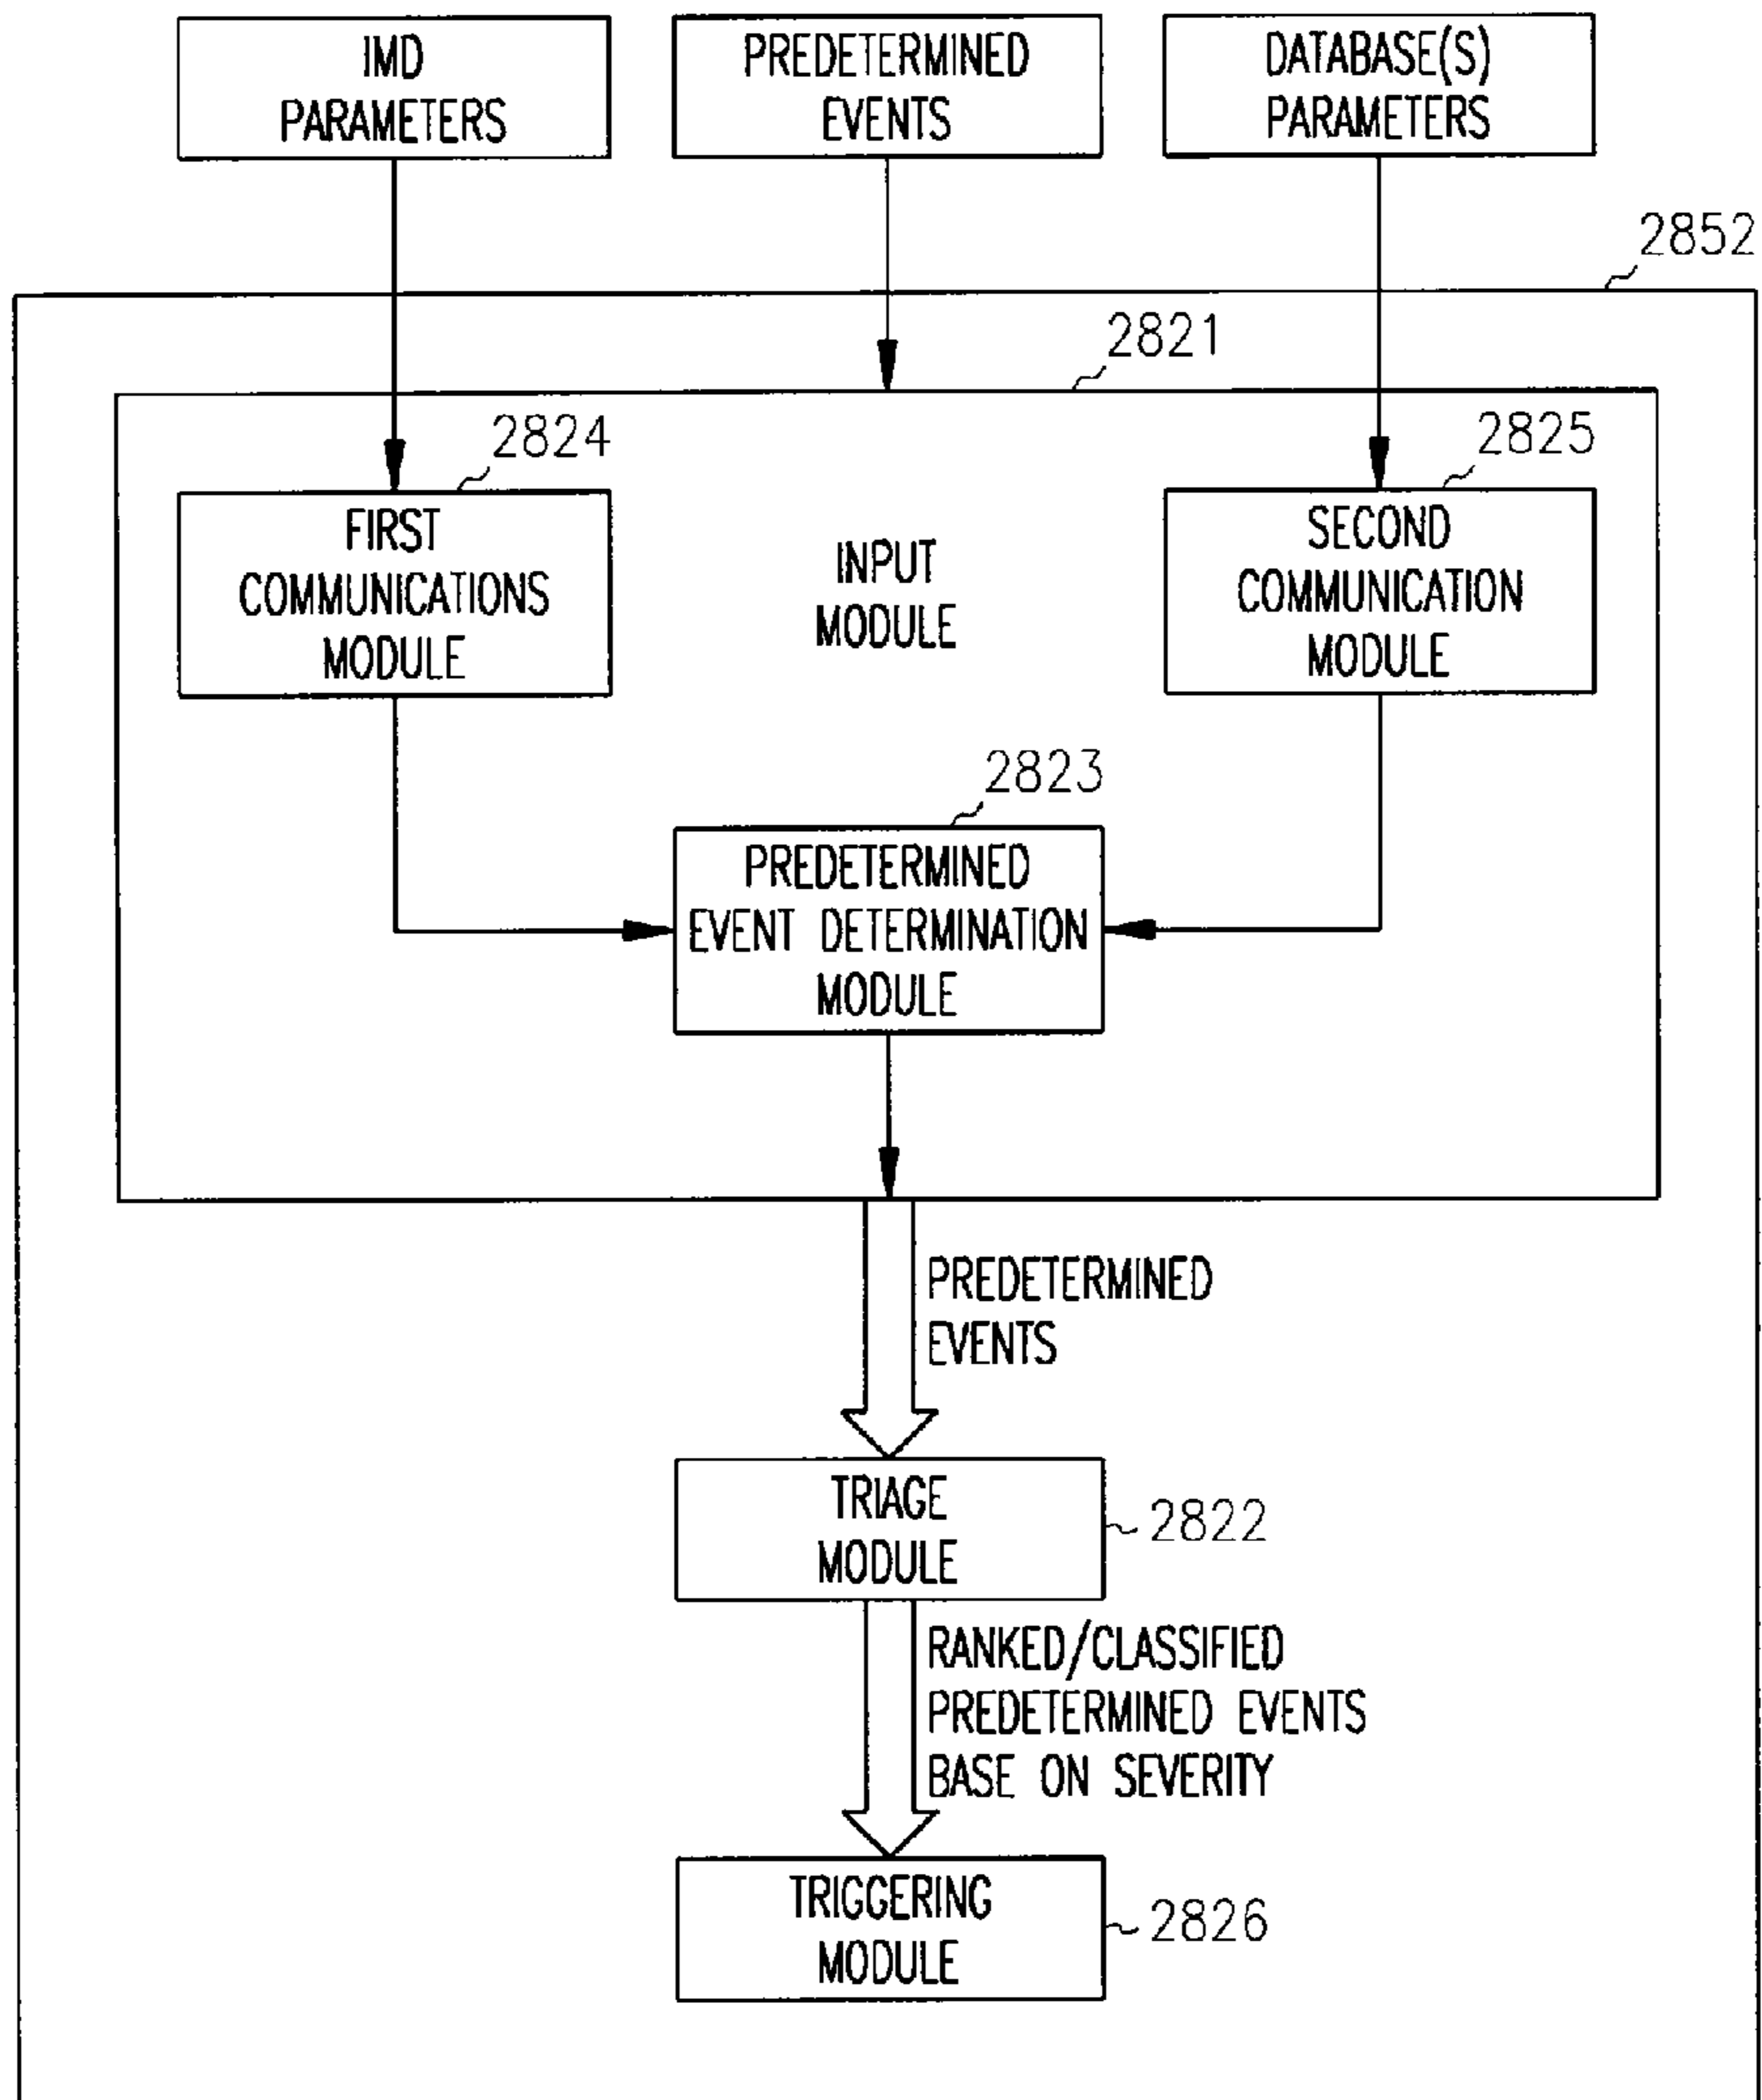 IMD
PARAMETERS
PREDETERMINED
EVENTS
DATABASE(S)
PARAMETERS
2852
2821
2824
FIRST
COMMUNICATIONS
MODULE
INPUT
MODULE
2825
SECOND
COMMUNICATION
MODULE
2823
PREDETERMINED
EVENT DETERMINATION
MODULE
PREDETERMINED
EVENTS
TRIAGE
MODULE
2822
RANKED/CLASSIFIED
PREDETERMINED EVENTS
BASE ON SEVERITY
TRIGGERING
MODULE
2826